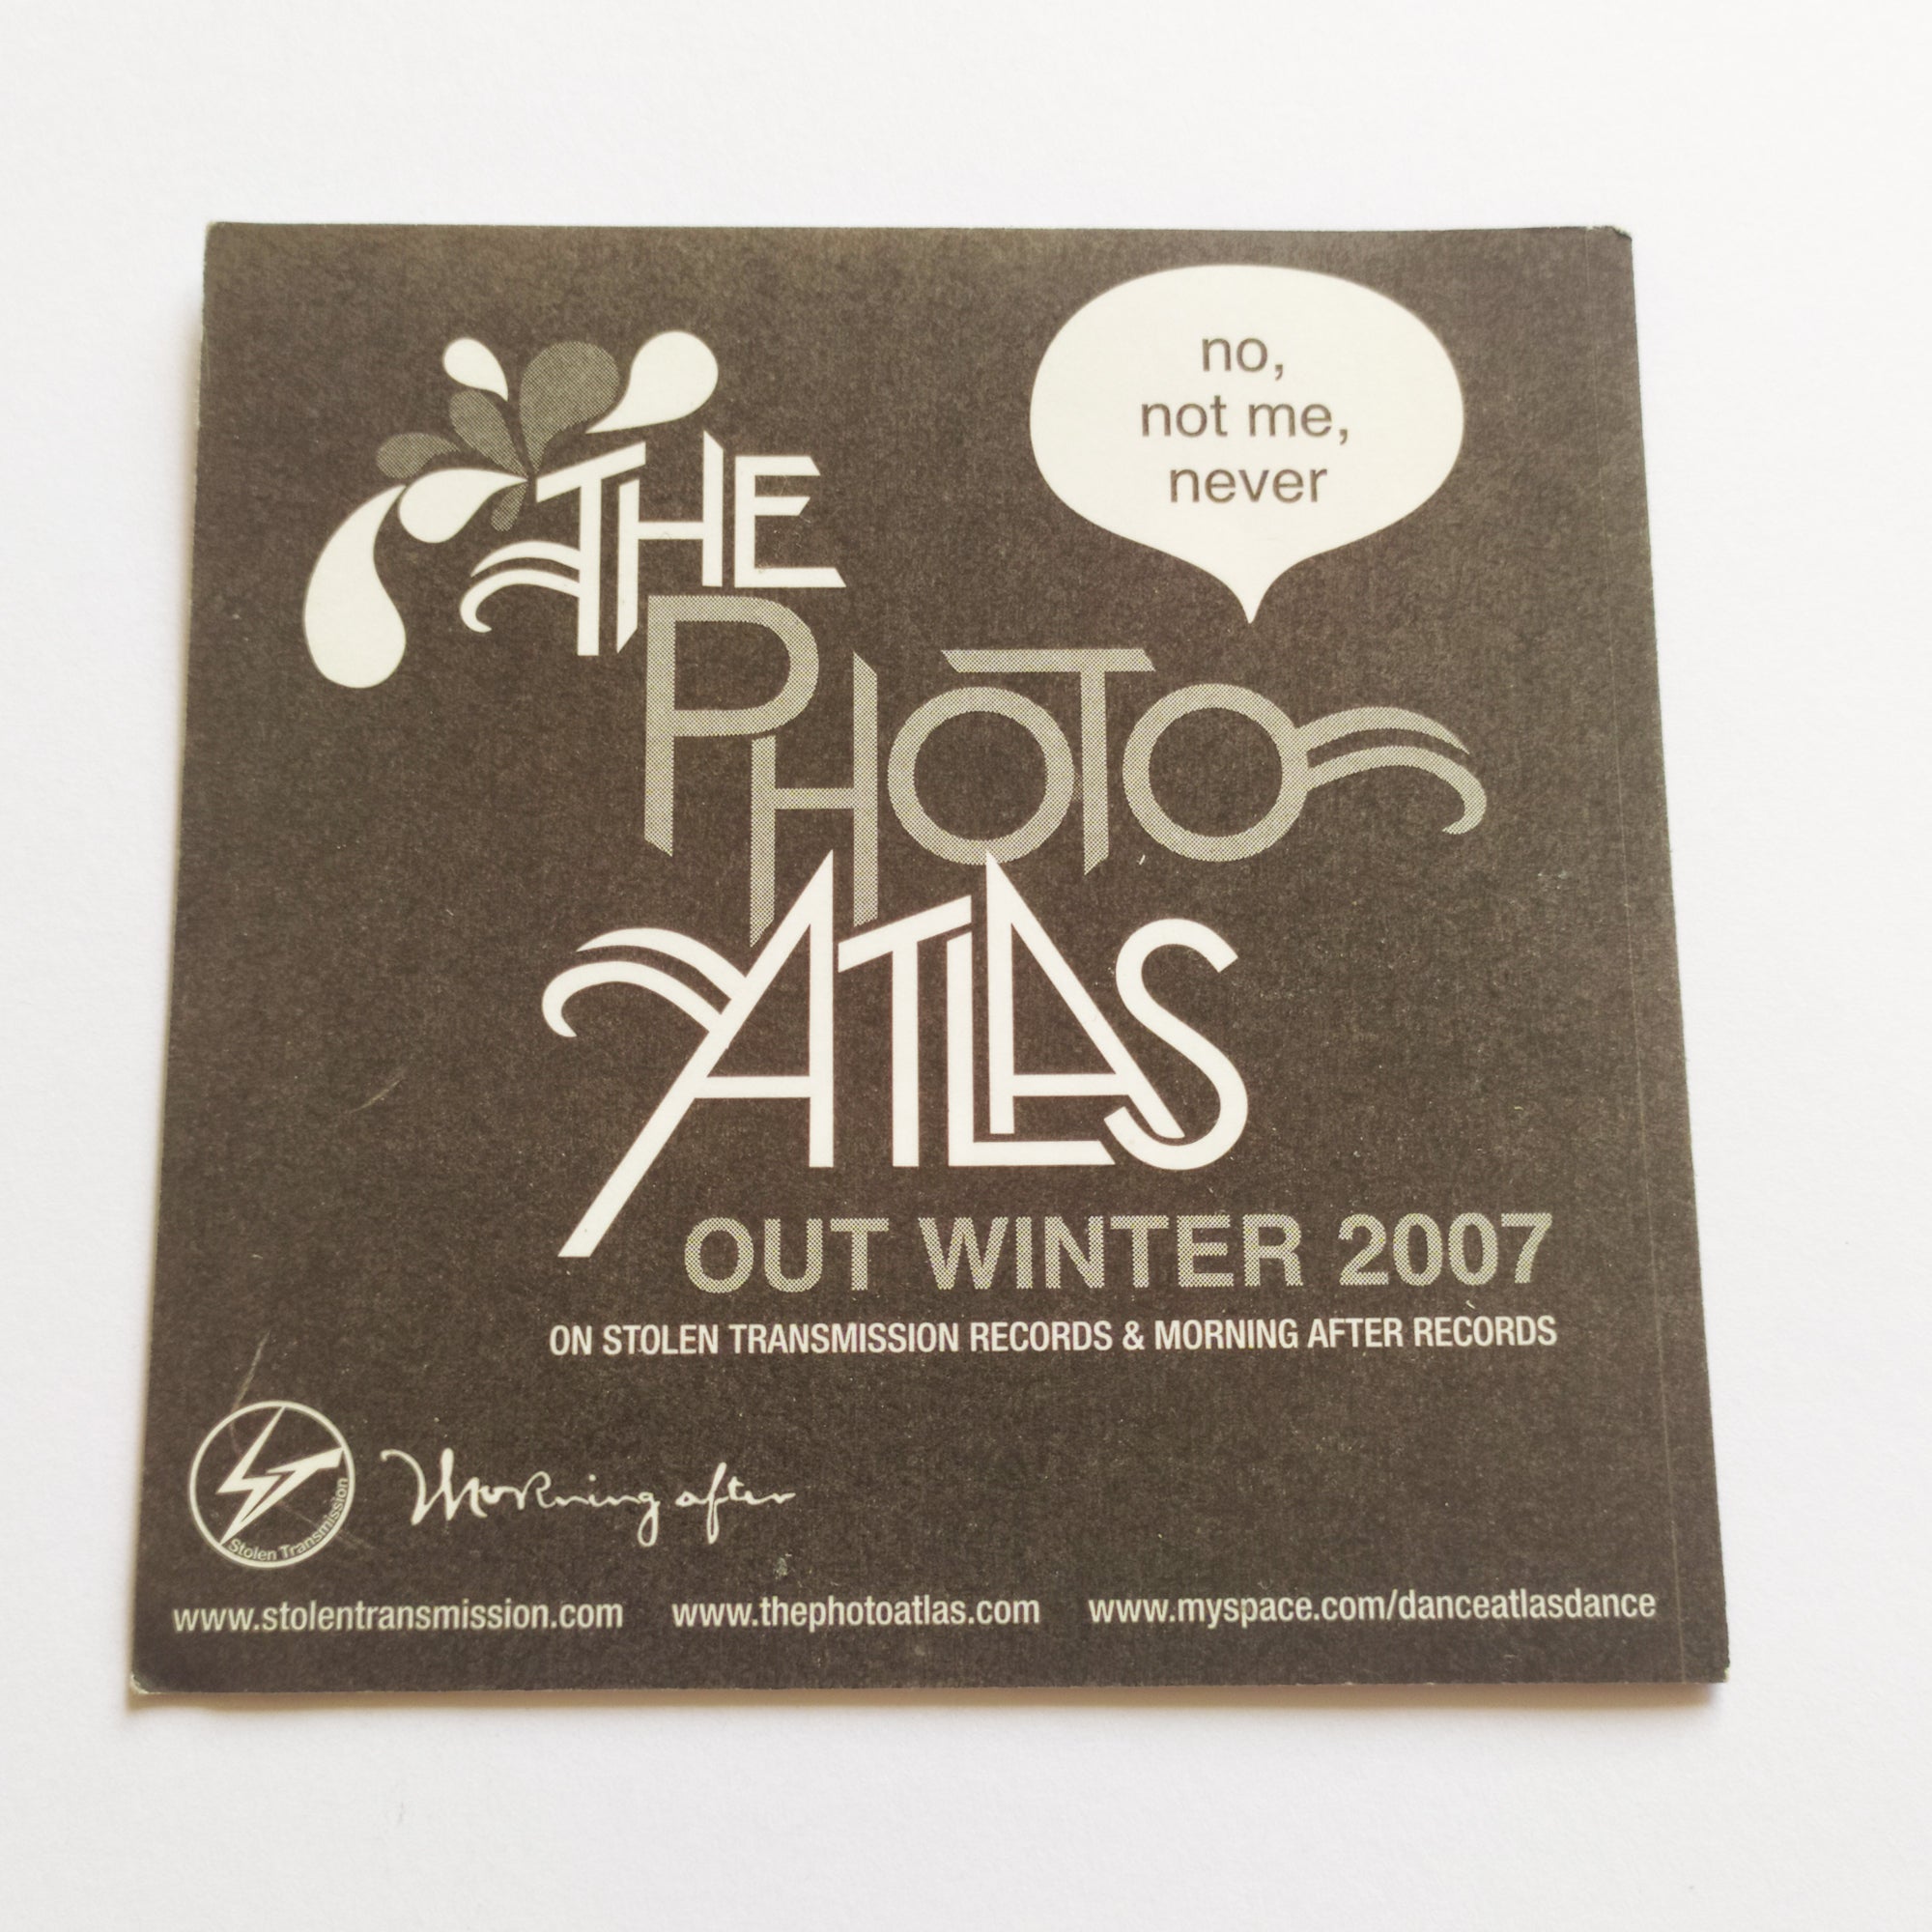 no,
not me,
never
THE
PHOTO
ATLAS
OUT WINTER 2007
ON STOLEN TRANSMISSION RECORDS & MORNING AFTER RECORDS
ST
Stolen Transmission
Morning after
www.stolentransmission.com www.thephotoatlas.com www.myspace.com/danceatlasdance